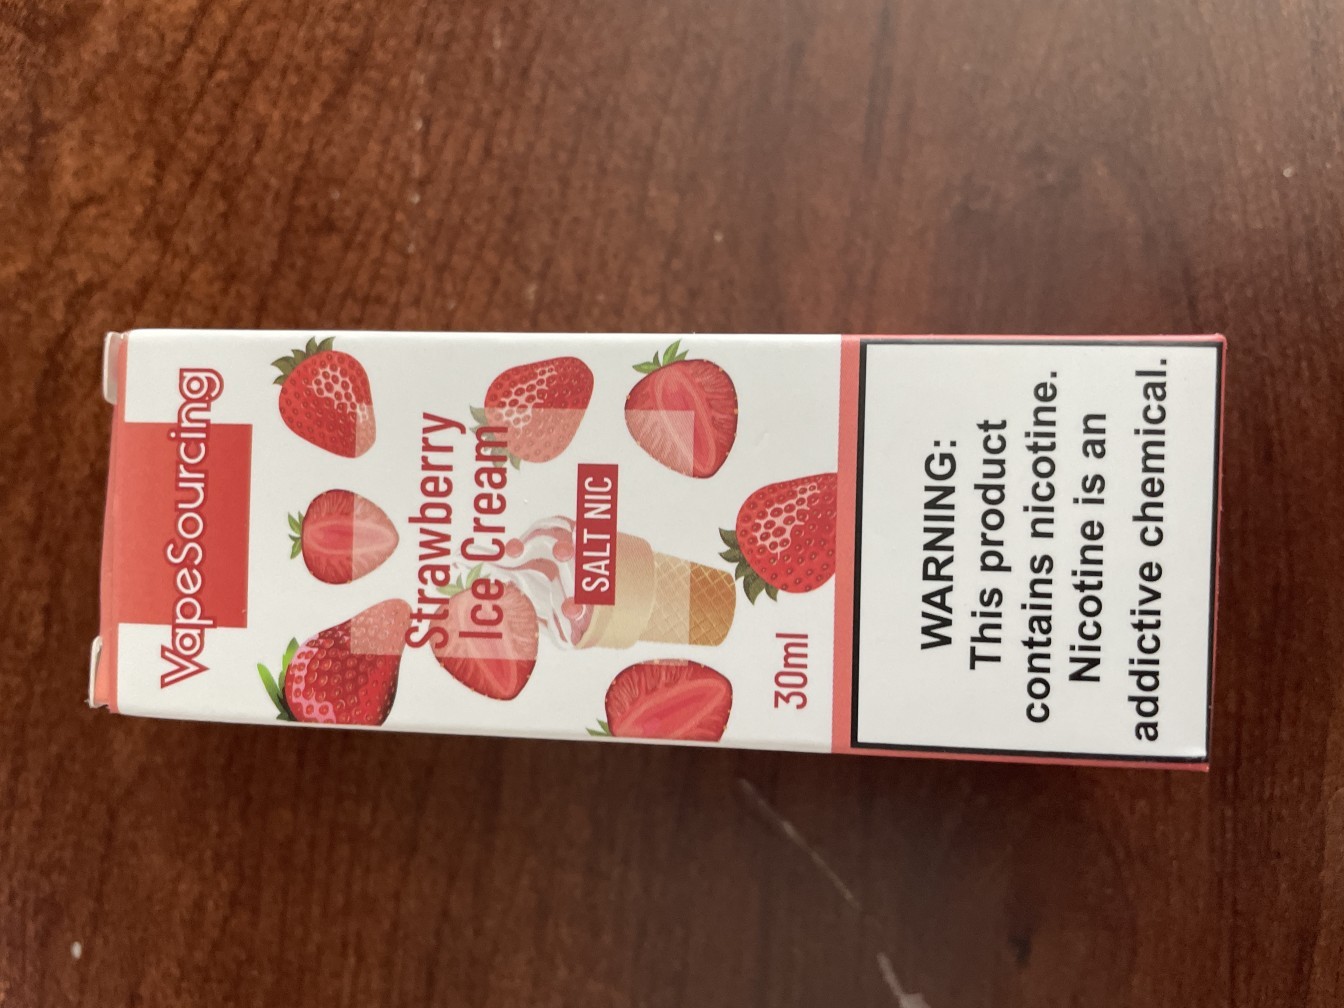 VapeSourcing
Strawberry
Ice Cream
SALT NIC
30ml
WARNING:
This product
contains nicotine.
Nicotine is an
addictive chemical.